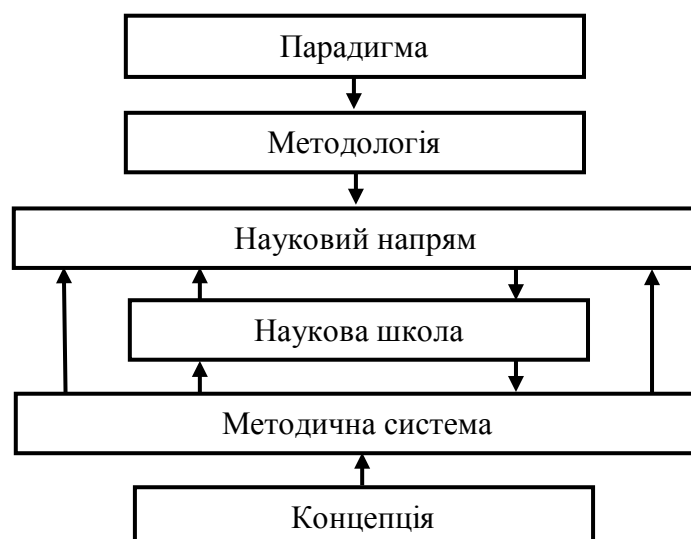 Парадигма
Методологія
Науковий напрям
Наукова школа
Методична система
Концепція